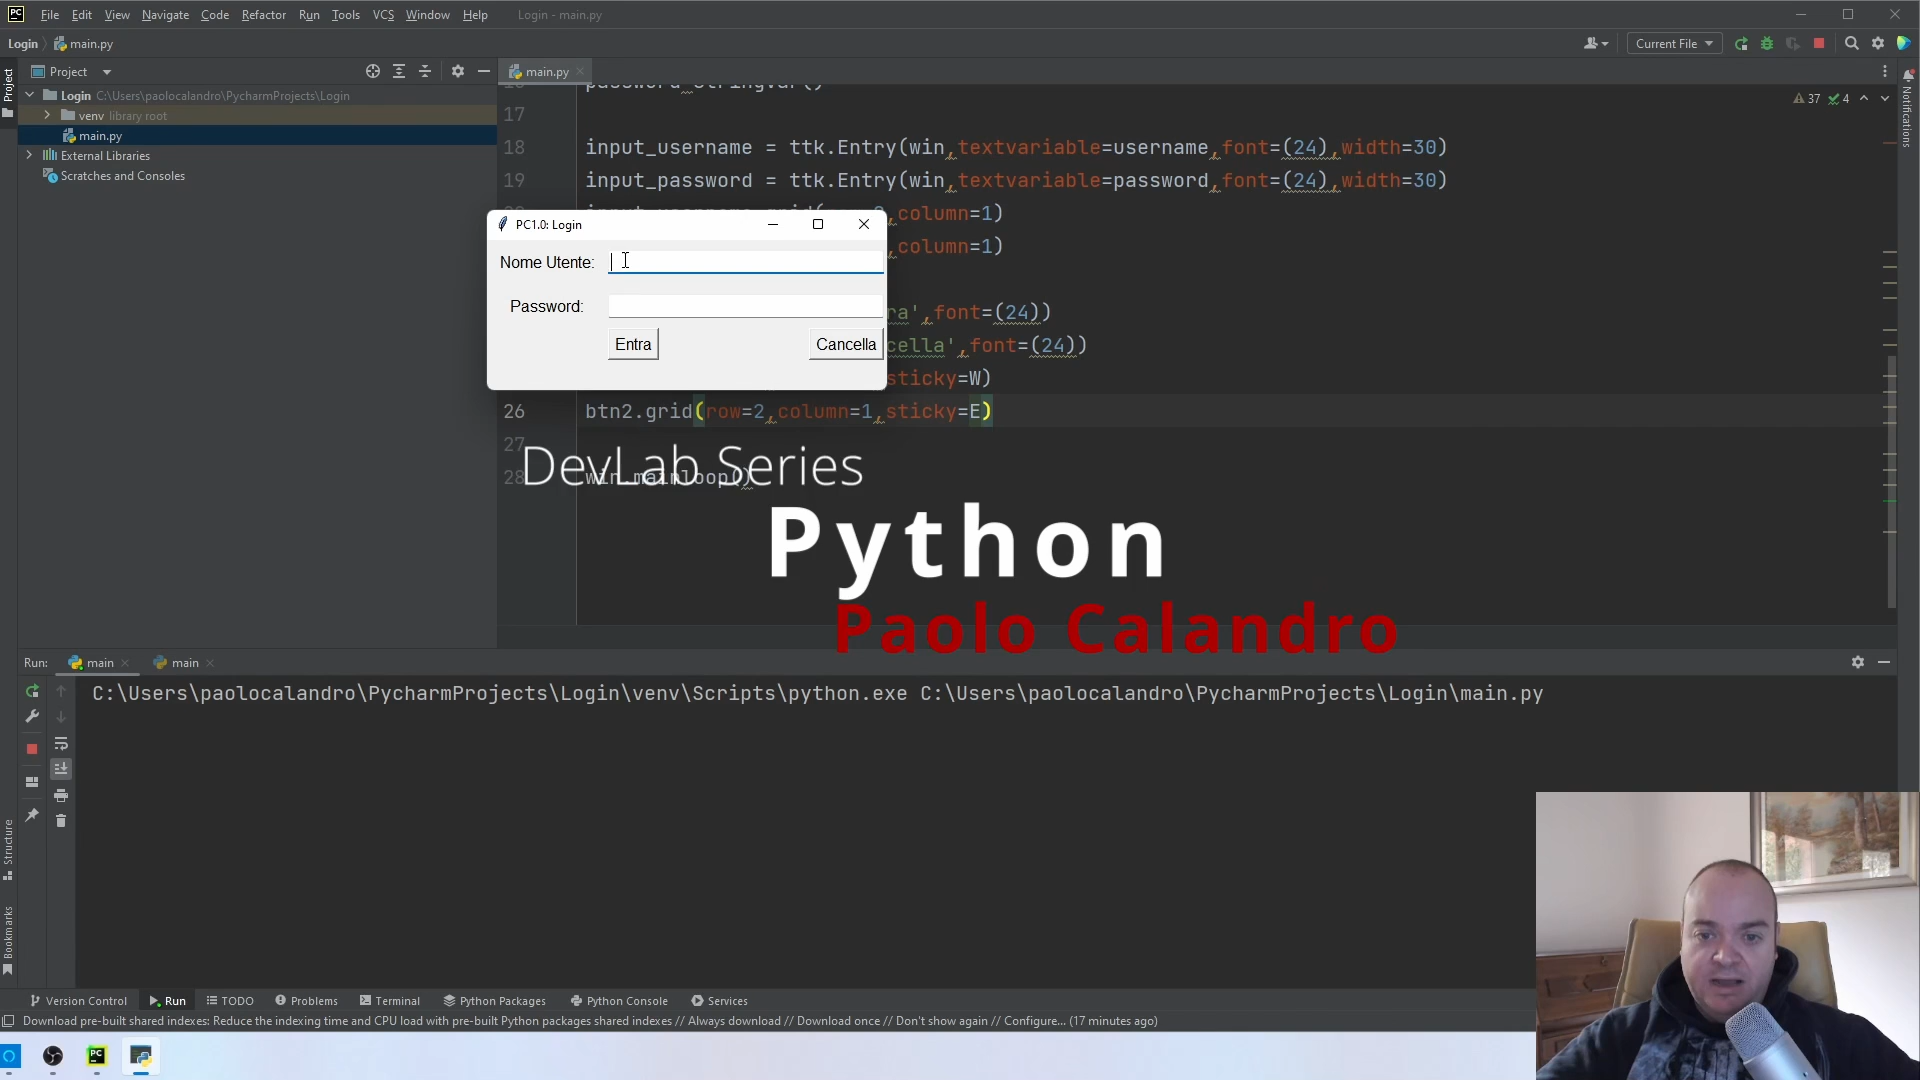 File Edit View Navigate Code Refactor Run Tools VCS Window Help Login - main.py
Login main.py
Current File
Project
Project
Login C:\Users\paolocalandro\PycharmProjects\Login
venv library root
main.py
External Libraries
Scratches and Consoles
main.py
37 4
Notifications
17
18 input_username = ttk.Entry(win,textvariable=username,font=(24),width=30)
19 input_password = ttk.Entry(win,textvariable=password,font=(24),width=30)
,column=1)
,column=1)
ra',font=(24))
cella',font=(24))
sticky=W)
26 btn2.grid(row=2,column=1,sticky=E)
27
28 win.mainloop()
PC1.0: Login
Nome Utente:
Password:
Entra Cancella
DevLab Series
Python
Paolo Calandro
Run: main main
C:\Users\paolocalandro\PycharmProjects\Login\venv\Scripts\python.exe C:\Users\paolocalandro\PycharmProjects\Login\main.py
Structure
Bookmarks
Version Control Run TODO Problems Terminal Python Packages Python Console Services
Download pre-built shared indexes: Reduce the indexing time and CPU load with pre-built Python packages shared indexes // Always download // Download once // Don't show again // Configure... (17 minutes ago)